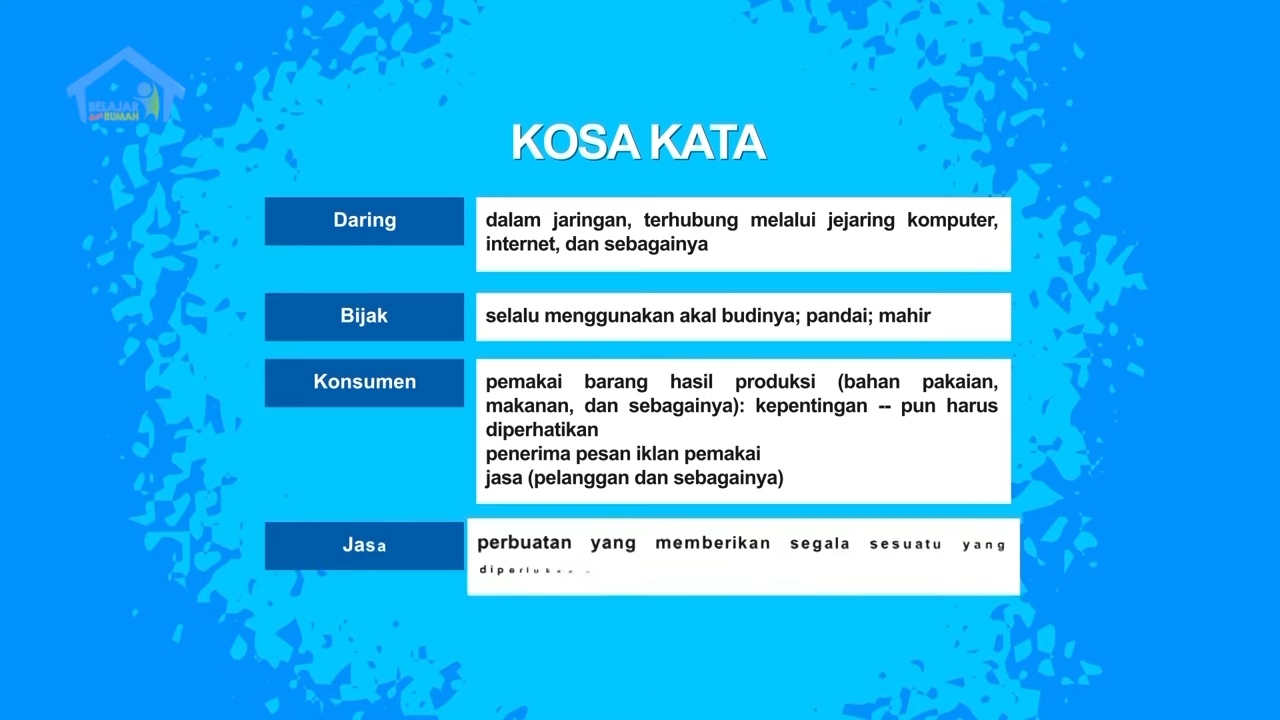 BELAJAR
dari RUMAH
KOSA KATA
Daring
dalam jaringan, terhubung melalui jejaring komputer,
internet, dan sebagainya
Bijak
selalu menggunakan akal budinya; pandai; mahir
Konsumen
pemakai barang hasil produksi (bahan pakaian,
makanan, dan sebagainya): kepentingan -- pun harus
diperhatikan
penerima pesan iklan pemakai
jasa (pelanggan dan sebagainya)
Jasa
perbuatan yang memberikan segala sesuatu yang